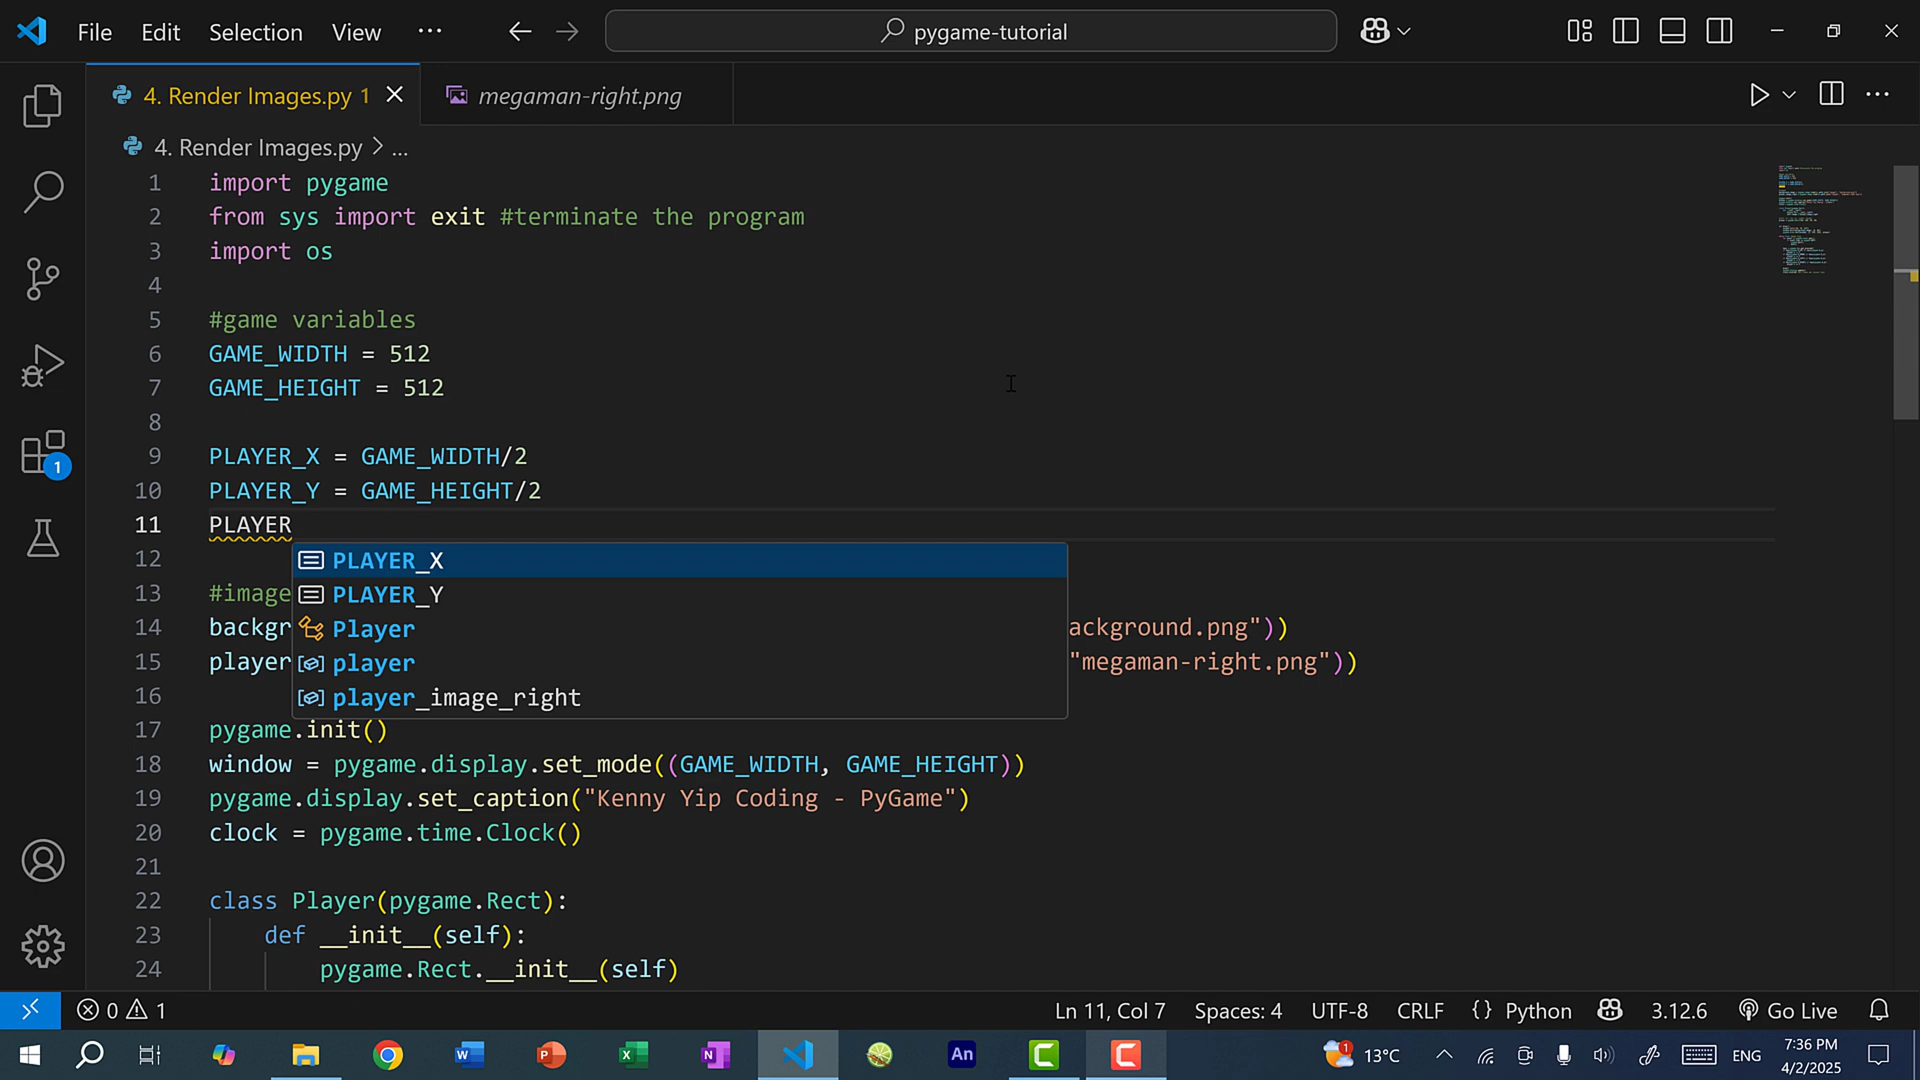 File Edit Selection View ··· pygame-tutorial
4. Render Images.py 1 megaman-right.png
4. Render Images.py > ...
1 import pygame
2 from sys import exit #terminate the program
3 import os
4
5 #game variables
6 GAME_WIDTH = 512
7 GAME_HEIGHT = 512
8
9 PLAYER_X = GAME_WIDTH/2
10 PLAYER_Y = GAME_HEIGHT/2
11 PLAYER
PLAYER_X
12
PLAYER_Y
13 #image
Player
14 backgr ackground.png"))
player
15 player "megaman-right.png"))
player_image_right
16
17 pygame.init()
18 window = pygame.display.set_mode((GAME_WIDTH, GAME_HEIGHT))
19 pygame.display.set_caption("Kenny Yip Coding - PyGame")
20 clock = pygame.time.Clock()
21
22 class Player(pygame.Rect):
23 def __init__(self):
24 pygame.Rect.__init__(self)
1
0 1 Ln 11, Col 7 Spaces: 4 UTF-8 CRLF {} Python 3.12.6 Go Live
An 1 13°C ENG 7:36 PM
4/2/2025